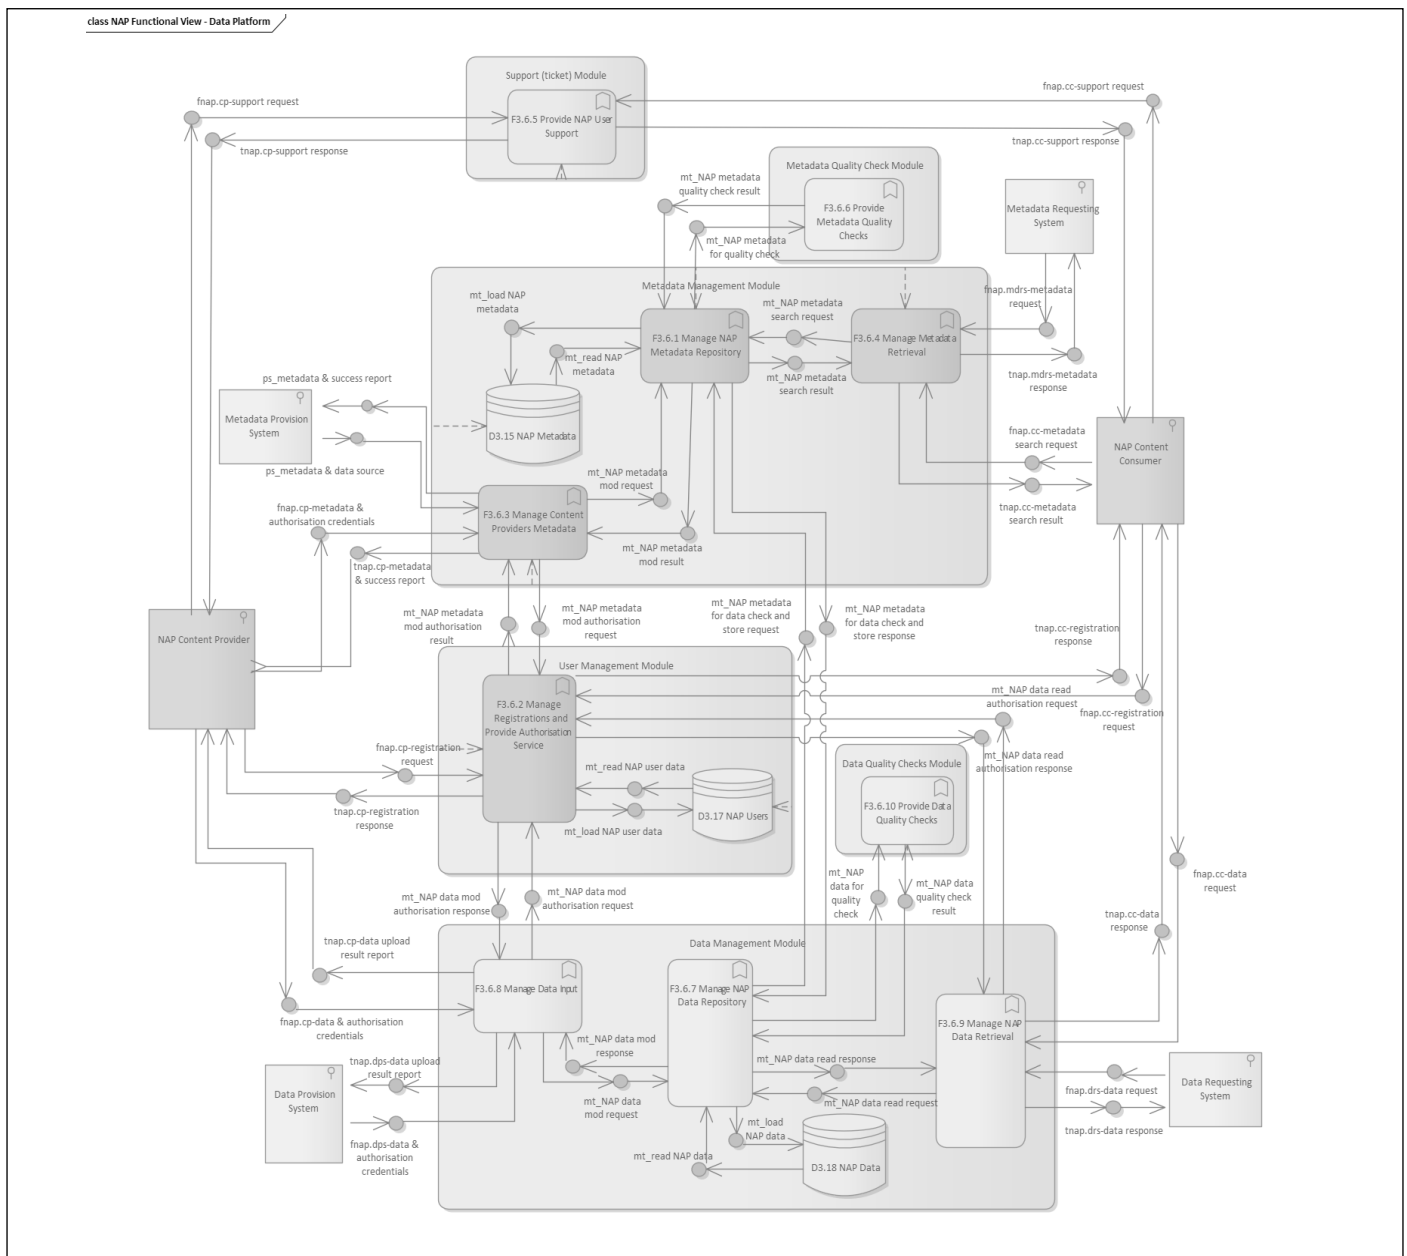 class NAP Functional View - Data Platform
Support (ticket) Module
F3.6.5 Provide NAP User
Support
fnap.cp-support request
tnap.cp-support response
fnap.cc-support request
tnap.cc-support response
Metadata Quality Check Module
F3.6.6 Provide
Metadata Quality
Checks
mt_NAP metadata
quality check result
mt_NAP metadata
for quality check
Metadata Requesting
System
fnap.mdrs-metadata
request
tnap.mdrs-metadata
response
Metadata Management Module
mt_load NAP
metadata
mt_read NAP
metadata
F3.6.1 Manage NAP
Metadata Repository
mt_NAP metadata
search request
mt_NAP metadata
search result
F3.6.4 Manage Metadata
Retrieval
D3.15 NAP Metadata
ps_metadata & success report
Metadata Provision
System
ps_metadata & data source
fnap.cp-metadata &
authorisation credentials
tnap.cp-metadata
& success report
F3.6.3 Manage Content
Providers Metadata
mt_NAP metadata
mod request
mt_NAP metadata
mod result
NAP Content
Consumer
fnap.cc-metadata
search request
tnap.cc-metadata
search result
NAP Content Provider
mt_NAP metadata
mod authorisation
result
mt_NAP metadata
mod authorisation
request
mt_NAP metadata
for data check and
store request
mt_NAP metadata
for data check and
store response
tnap.cc-registration
response
User Management Module
F3.6.2 Manage
Registrations and
Provide Authorisation
Service
mt_NAP data read
authorisation request
fnap.cc-registration
request
mt_NAP data read
authorisation response
fnap.cp-registration
request
tnap.cp-registration
response
mt_read NAP user data
mt_load NAP user data
D3.17 NAP Users
Data Quality Checks Module
F3.6.10 Provide Data
Quality Checks
mt_NAP
data for
quality
check
mt_NAP data
quality check
result
fnap.cc-data
request
tnap.cc-data
response
mt_NAP data mod
authorisation response
mt_NAP data mod
authorisation request
tnap.cp-data upload
result report
fnap.cp-data & authorisation
credentials
Data Management Module
F3.6.8 Manage Data Input
F3.6.7 Manage NAP
Data Repository
F3.6.9 Manage NAP
Data Retrieval
mt_NAP data mod
response
mt_NAP data mod
request
mt_NAP data read response
mt_NAP data read request
tnap.dps-data upload
result report
Data Provision
System
fnap.dps-data &
authorisation
credentials
mt_load
NAP data
mt_read NAP data
D3.18 NAP Data
fnap.drs-data request
tnap.drs-data response
Data Requesting
System